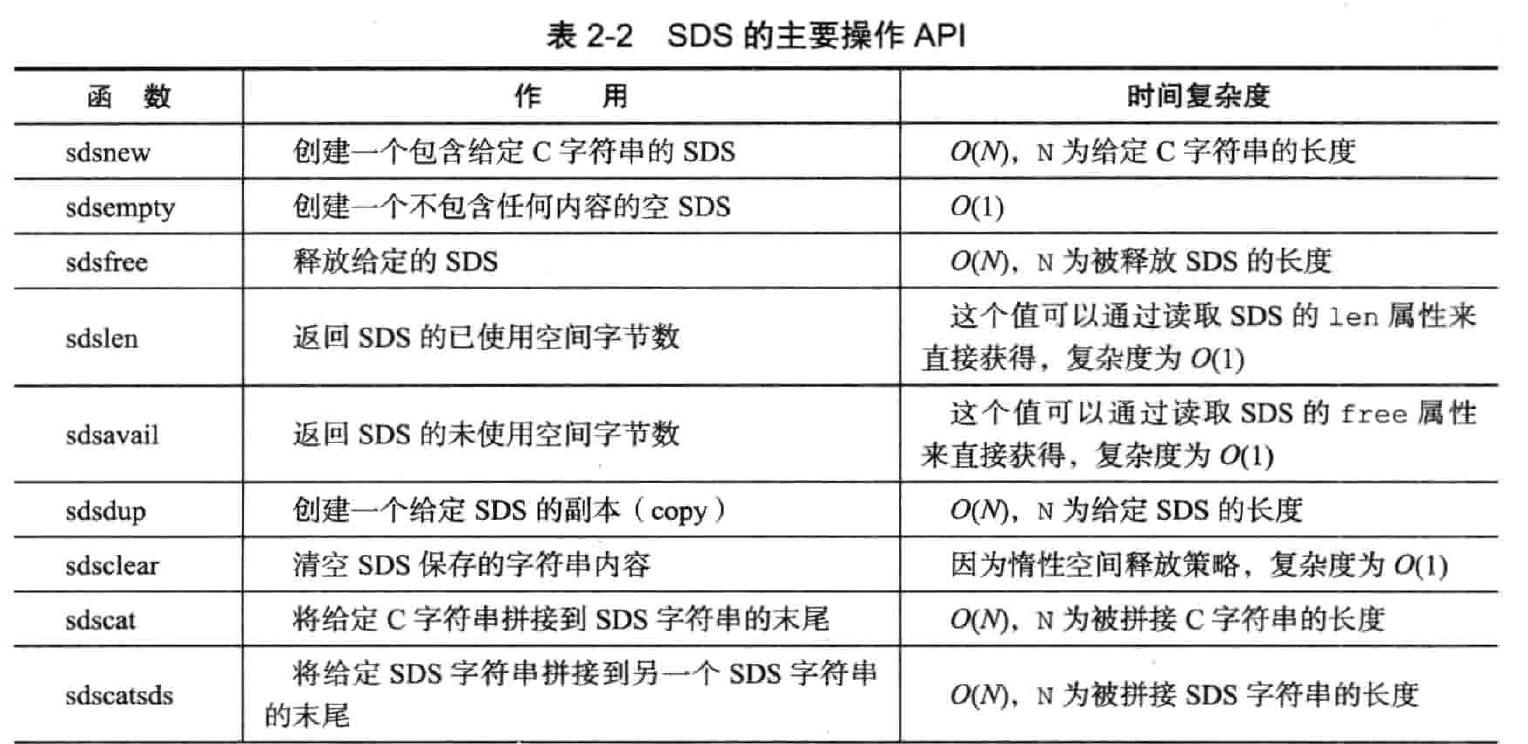 表 2-2 SDS 的主要操作 API
函 数 作 用 时间复杂度
sdsnew 创建一个包含给定 C 字符串的 SDS O(N)，N 为给定 C 字符串的长度
sdsempty 创建一个不包含任何内容的空 SDS O(1)
sdsfree 释放给定的 SDS O(N)，N 为被释放 SDS 的长度
sdslen 返回 SDS 的已使用空间字节数 这个值可以通过读取 SDS 的 len 属性来
直接获得，复杂度为 O(1)
sdsavail 返回 SDS 的未使用空间字节数 这个值可以通过读取 SDS 的 free 属性
来直接获得，复杂度为 O(1)
sdsdup 创建一个给定 SDS 的副本（copy） O(N)，N 为给定 SDS 的长度
sdsclear 清空 SDS 保存的字符串内容 因为惰性空间释放策略，复杂度为 O(1)
sdscat 将给定 C 字符串拼接到 SDS 字符串的末尾 O(N)，N 为被拼接 C 字符串的长度
sdscatsds 将给定 SDS 字符串拼接到另一个 SDS 字符串
的末尾 O(N)，N 为被拼接 SDS 字符串的长度